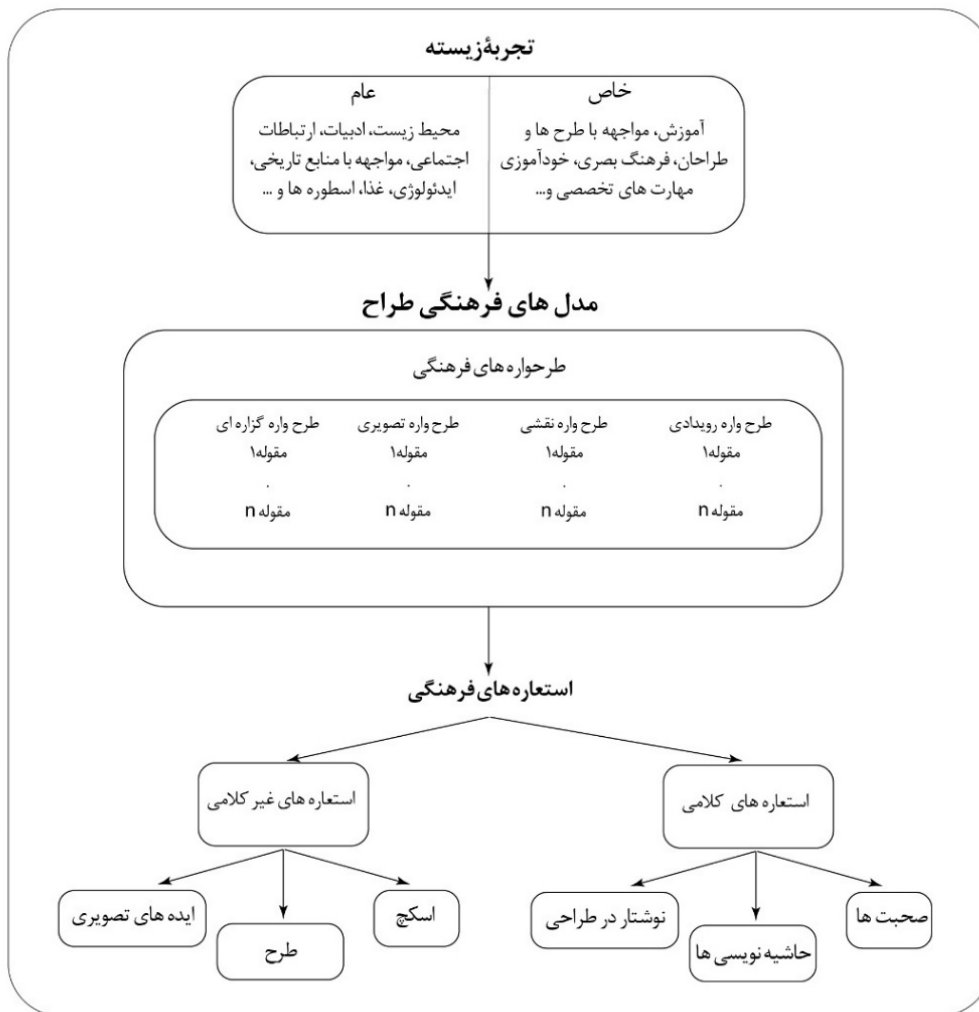 تجربهٔ زیسته
خاص
آموزش، مواجهه با طرح ها و
طراحان، فرهنگ بصری، خودآموزی
مهارت های تخصصی و...
عام
محیط زیست، ادبیات، ارتباطات
اجتماعی، مواجهه با منابع تاریخی،
ایدئولوژی، غذا، اسطوره ها و ...
مدل های فرهنگی طراح
طرحواره های فرهنگی
طرح واره رویدادی
مقوله۱
.
مقوله n
طرح واره نقشی
مقوله۱
.
مقوله n
طرح واره تصویری
مقوله۱
.
مقوله n
طرح واره گزاره ای
مقوله۱
.
مقوله n
استعاره های فرهنگی
استعاره های کلامی
صحبت ها
حاشیه نویسی ها
نوشتار در طراحی
استعاره های غیر کلامی
اسکچ
طرح
ایده های تصویری